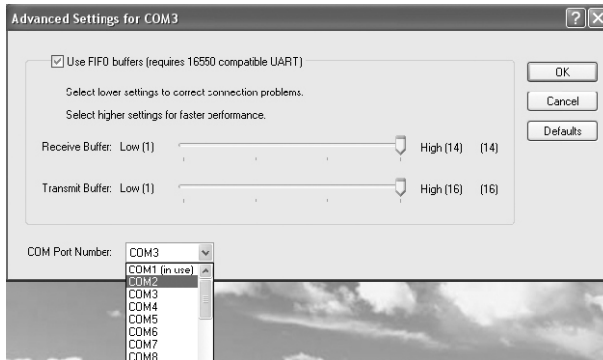 Advanced Settings for COM3
Use FIFO buffers (requires 16550 compatible UART)
Select lower settings to correct connection problems.
Select higher settings for faster performance.
Receive Buffer: Low (1) High (14) (14)
Transmit Buffer: Low (1) High (16) (16)
OK
Cancel
Defaults
COM Port Number: COM3
COM1 (in use)
COM2
COM3
COM4
COM5
COM6
COM7
COM8